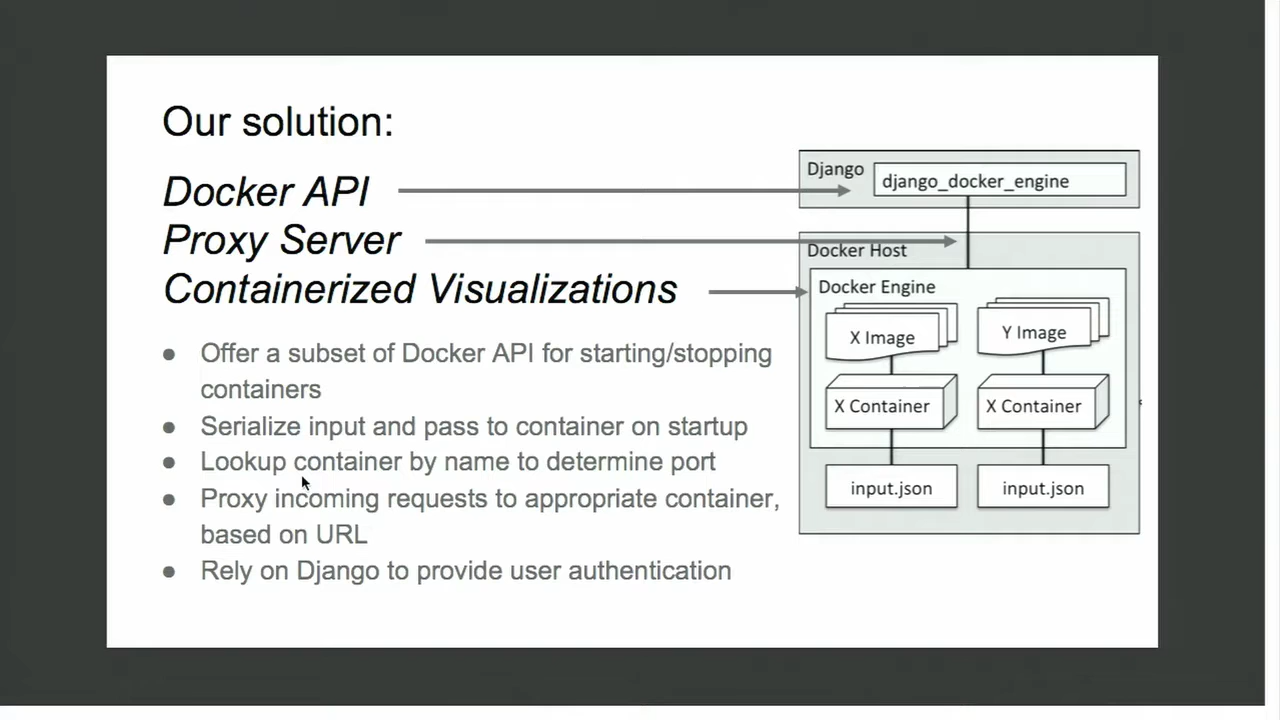 Our solution:
Docker API
Proxy Server
Containerized Visualizations
● Offer a subset of Docker API for starting/stopping
containers
● Serialize input and pass to container on startup
● Lookup container by name to determine port
● Proxy incoming requests to appropriate container,
based on URL
● Rely on Django to provide user authentication
Django
django_docker_engine
Docker Host
Docker Engine
X Image
Y Image
X Container
X Container
input.json
input.json